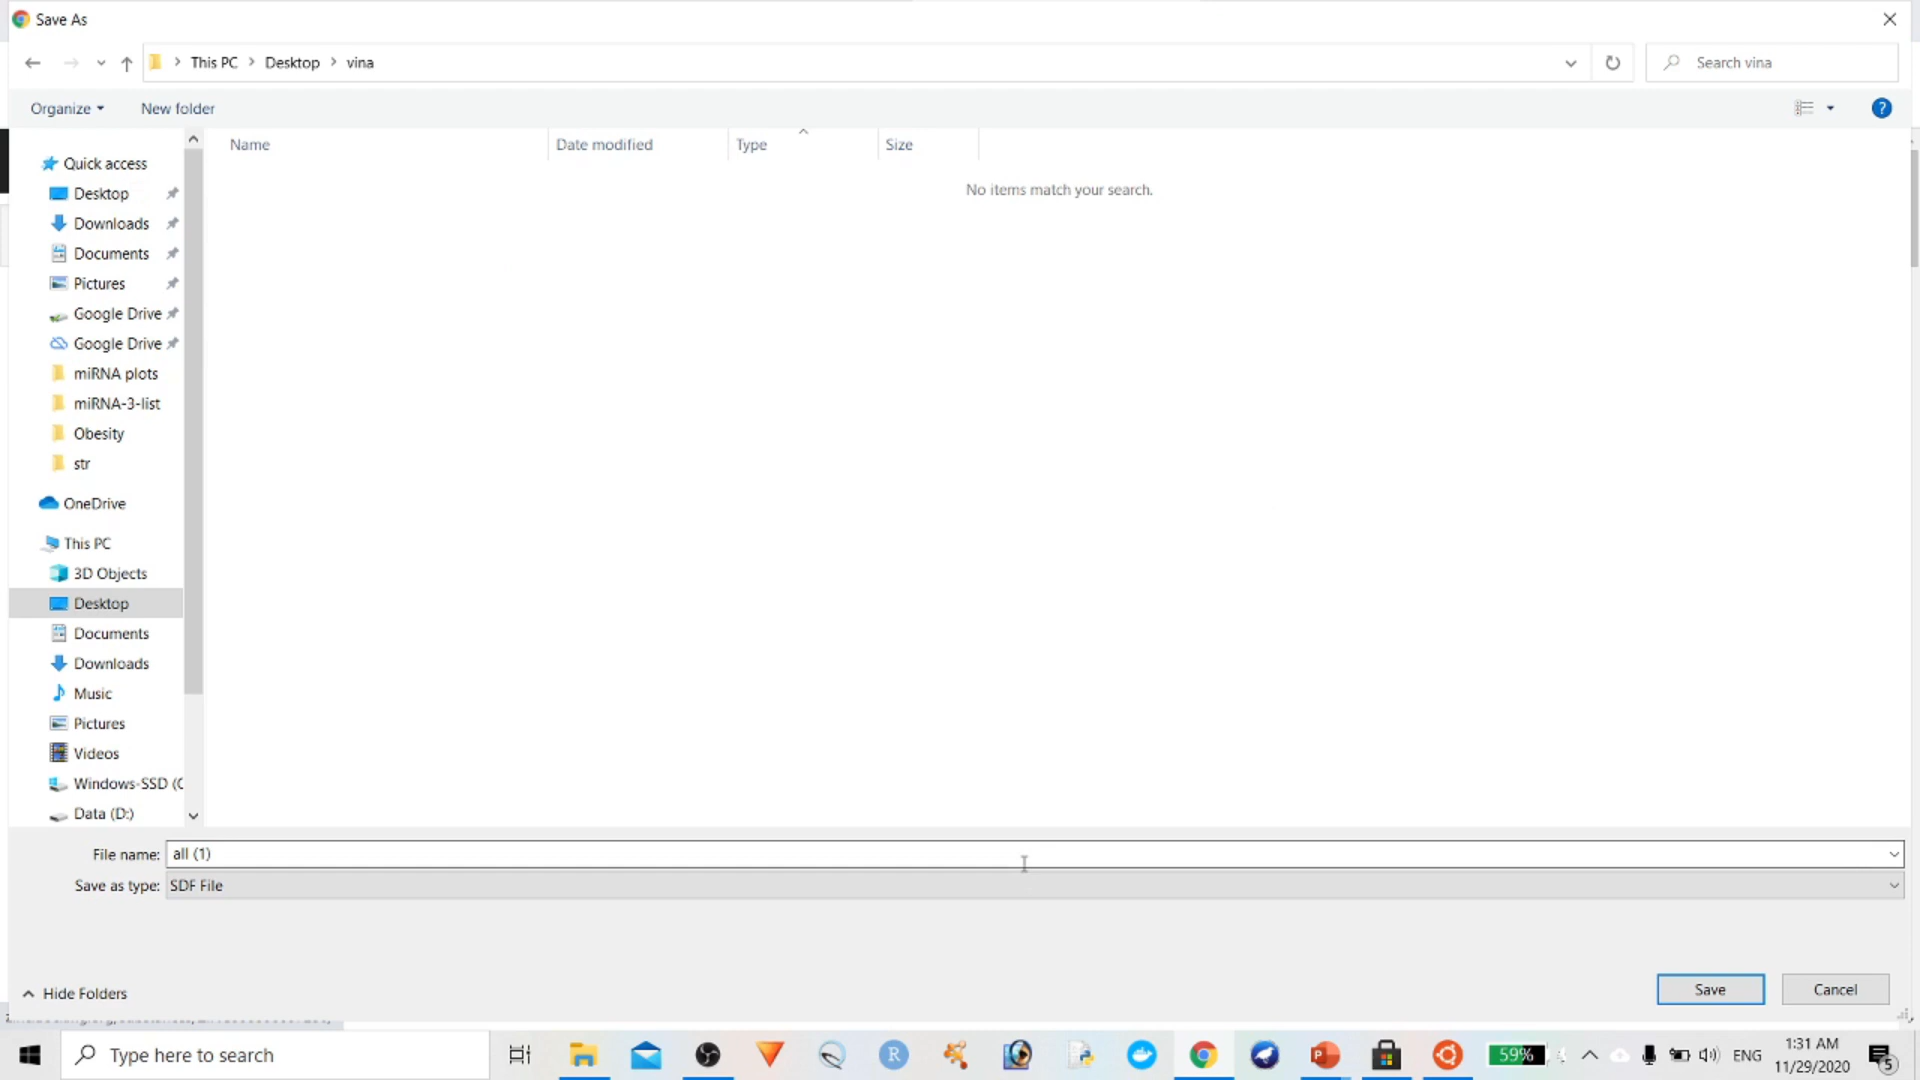 Save As
This PC > Desktop > vina
Search vina
Organize
New folder
Name
Date modified
Type
Size
No items match your search.
Quick access
Desktop
Downloads
Documents
Pictures
Google Drive
Google Drive
miRNA plots
miRNA-3-list
Obesity
str
OneDrive
This PC
3D Objects
Desktop
Documents
Downloads
Music
Pictures
Videos
Windows-SSD (C
Data (D:)
File name: all (1)
Save as type: SDF File
Hide Folders
Save
Cancel
Type here to search
R
59%
ENG
1:31 AM
11/29/2020
5